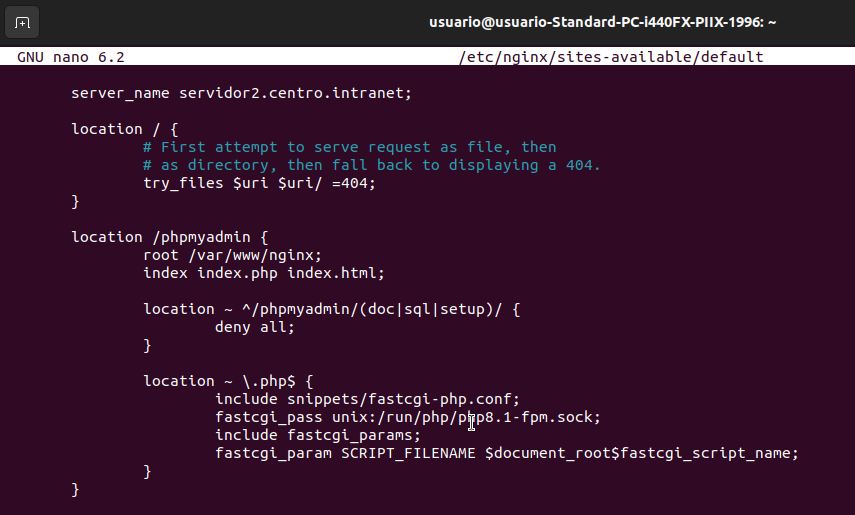 usuario@usuario-Standard-PC-i440FX-PIIX-1996: ~
GNU nano 6.2 /etc/nginx/sites-available/default
server_name servidor2.centro.intranet;
location / {
# First attempt to serve request as file, then
# as directory, then fall back to displaying a 404.
try_files $uri $uri/ =404;
}
location /phpmyadmin {
root /var/www/nginx;
index index.php index.html;
location ~ ^/phpmyadmin/(doc|sql|setup)/ {
deny all;
}
location ~ \.php$ {
include snippets/fastcgi-php.conf;
fastcgi_pass unix:/run/php/php8.1-fpm.sock;
include fastcgi_params;
fastcgi_param SCRIPT_FILENAME $document_root$fastcgi_script_name;
}
}